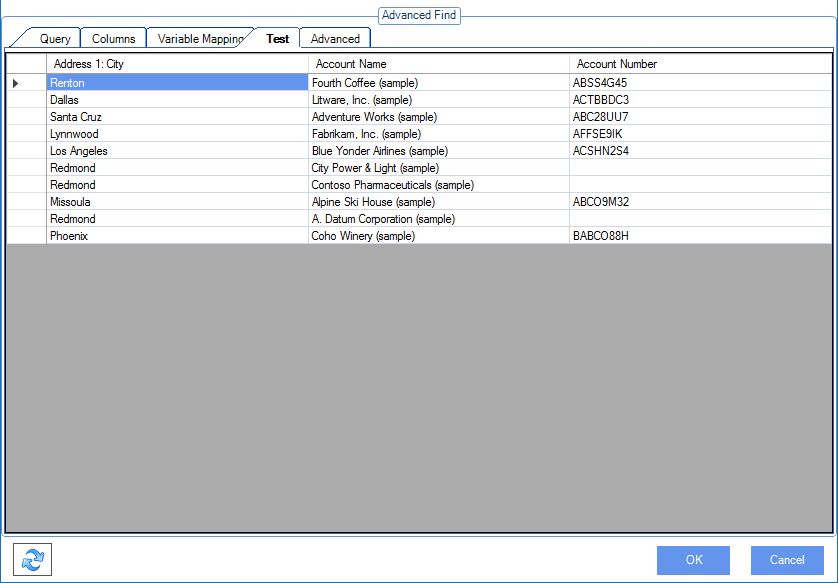 Advanced Find
Query Columns Variable Mapping Test Advanced
Address 1: City Account Name Account Number
Renton Fourth Coffee (sample) ABSS4G45
Dallas Litware, Inc. (sample) ACTBBDC3
Santa Cruz Adventure Works (sample) ABC28UU7
Lynnwood Fabrikam, Inc. (sample) AFFSE9IK
Los Angeles Blue Yonder Airlines (sample) ACSHN2S4
Redmond City Power & Light (sample)
Redmond Contoso Pharmaceuticals (sample)
Missoula Alpine Ski House (sample) ABCO9M32
Redmond A. Datum Corporation (sample)
Phoenix Coho Winery (sample) BABCO88H
OK Cancel